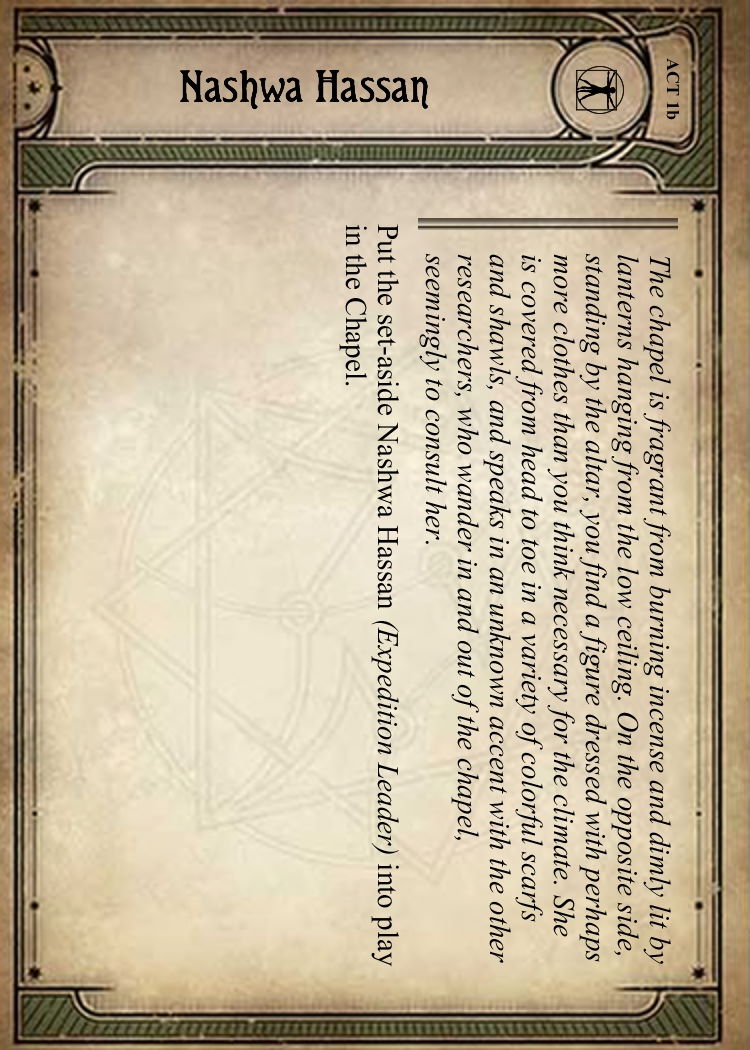 ACT 1b
Nashwa Hassan
The chapel is fragrant from burning incense and dimly lit by
lanterns hanging from the low ceiling. On the opposite side,
standing by the altar, you find a figure dressed with perhaps
more clothes than you think necessary for the climate. She
is covered from head to toe in a variety of colorful scarfs
and shawls, and speaks in an unknown accent with the other
researchers, who wander in and out of the chapel,
seemingly to consult her.
Put the set-aside Nashwa Hassan (Expedition Leader) into play
in the Chapel.